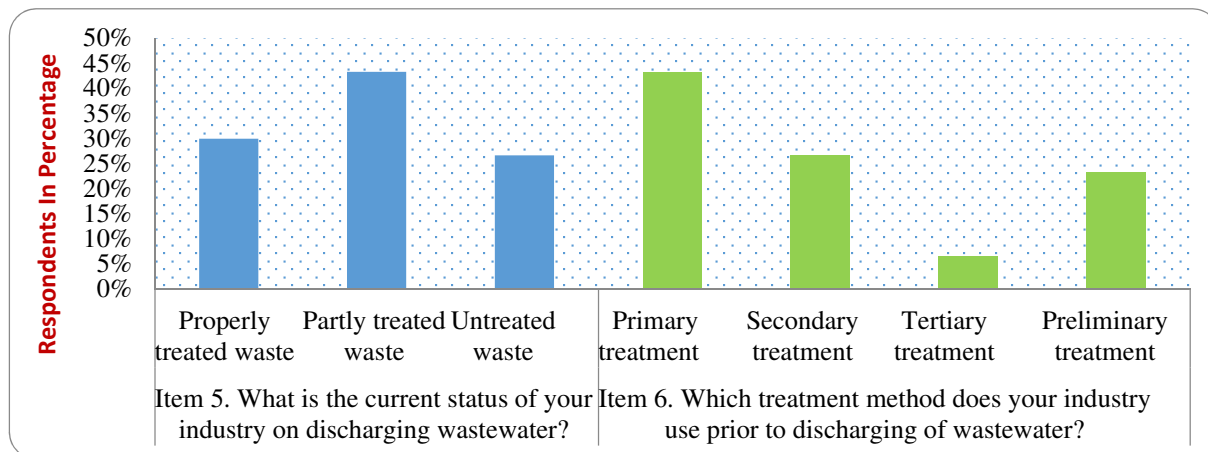 Respondents In Percentage
50%
45%
40%
35%
30%
25%
20%
15%
10%
5%
0%
Properly treated waste
Partly treated waste
Untreated waste
Primary treatment
Secondary treatment
Tertiary treatment
Preliminary treatment
Item 5. What is the current status of your
industry on discharging wastewater?
Item 6. Which treatment method does your industry
use prior to discharging of wastewater?